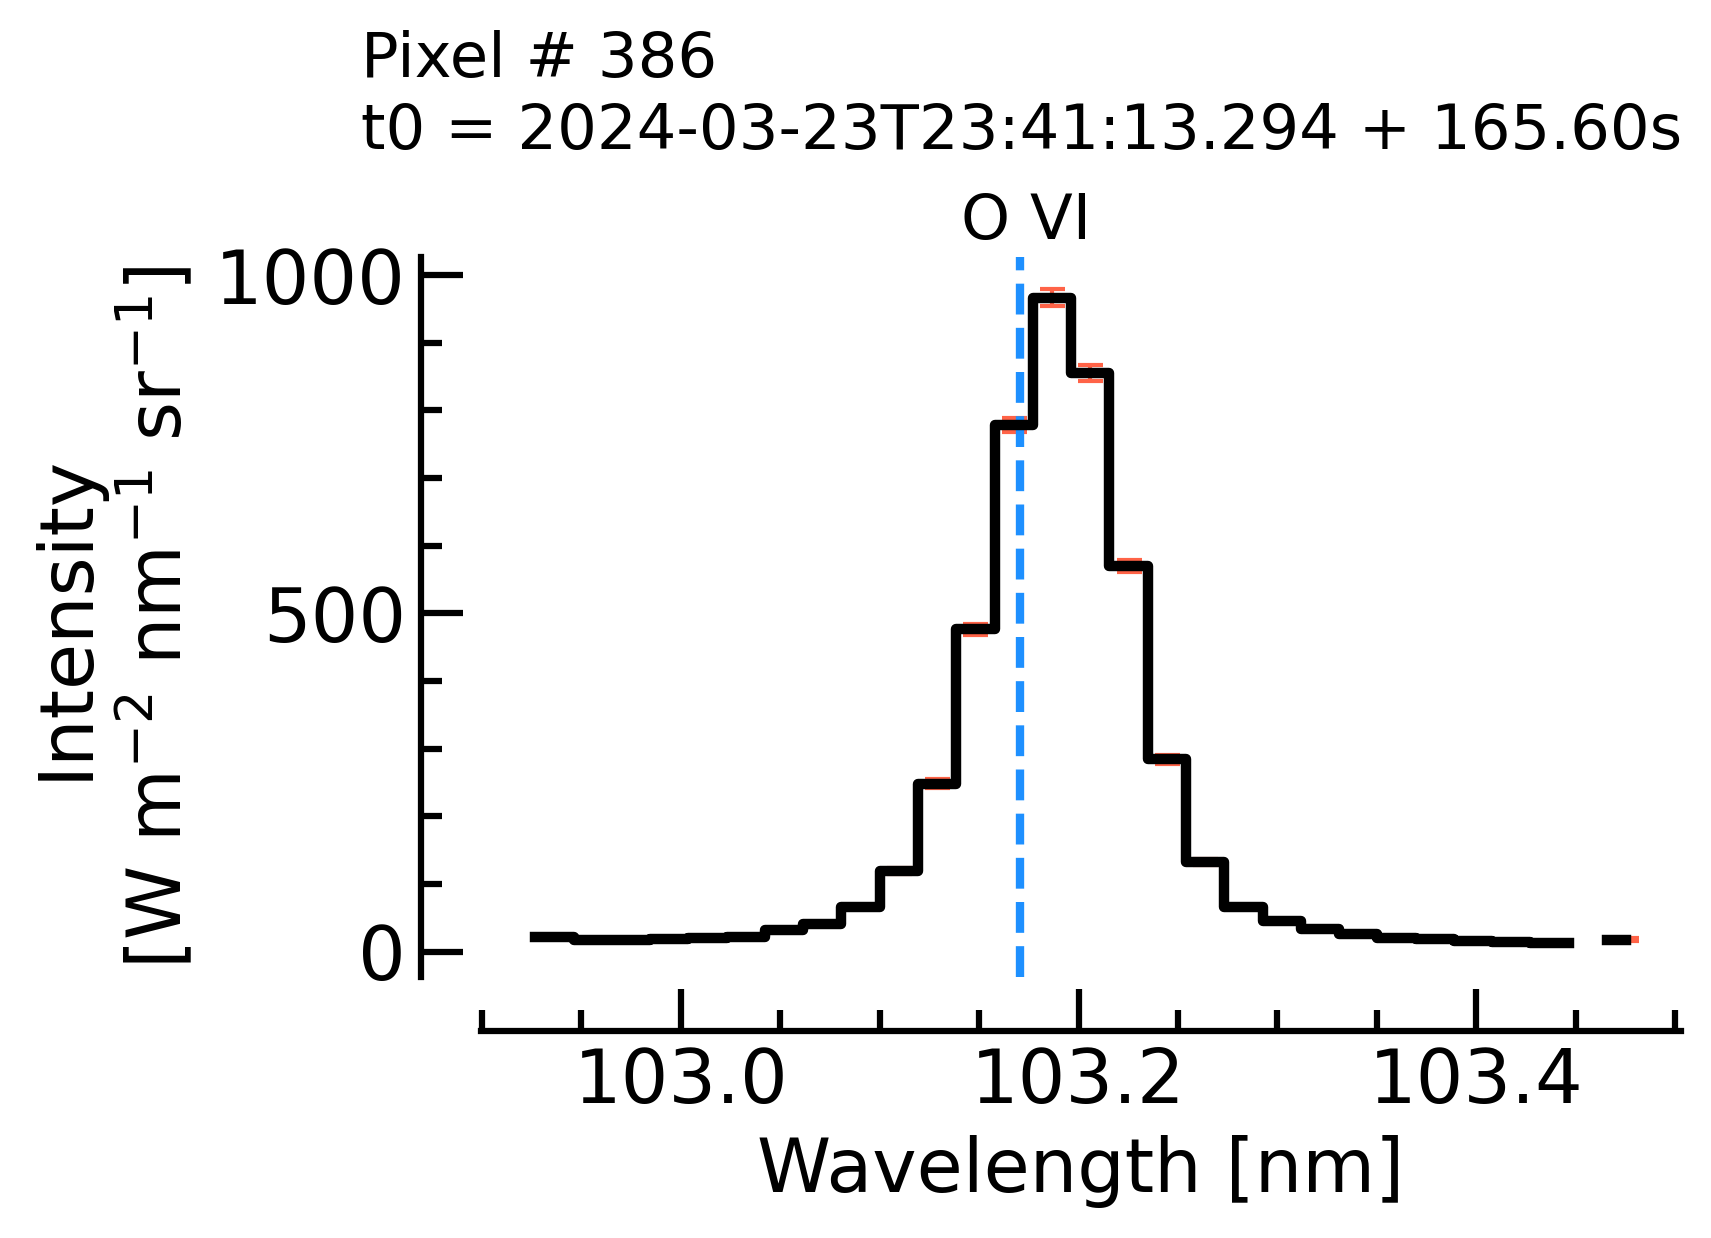 Pixel # 386
t0 = 2024-03-23T23:41:13.294 + 165.60s
O VI
Intensity
[W m⁻² nm⁻¹ sr⁻¹]
1000
500
0
103.0 103.2 103.4
Wavelength [nm]